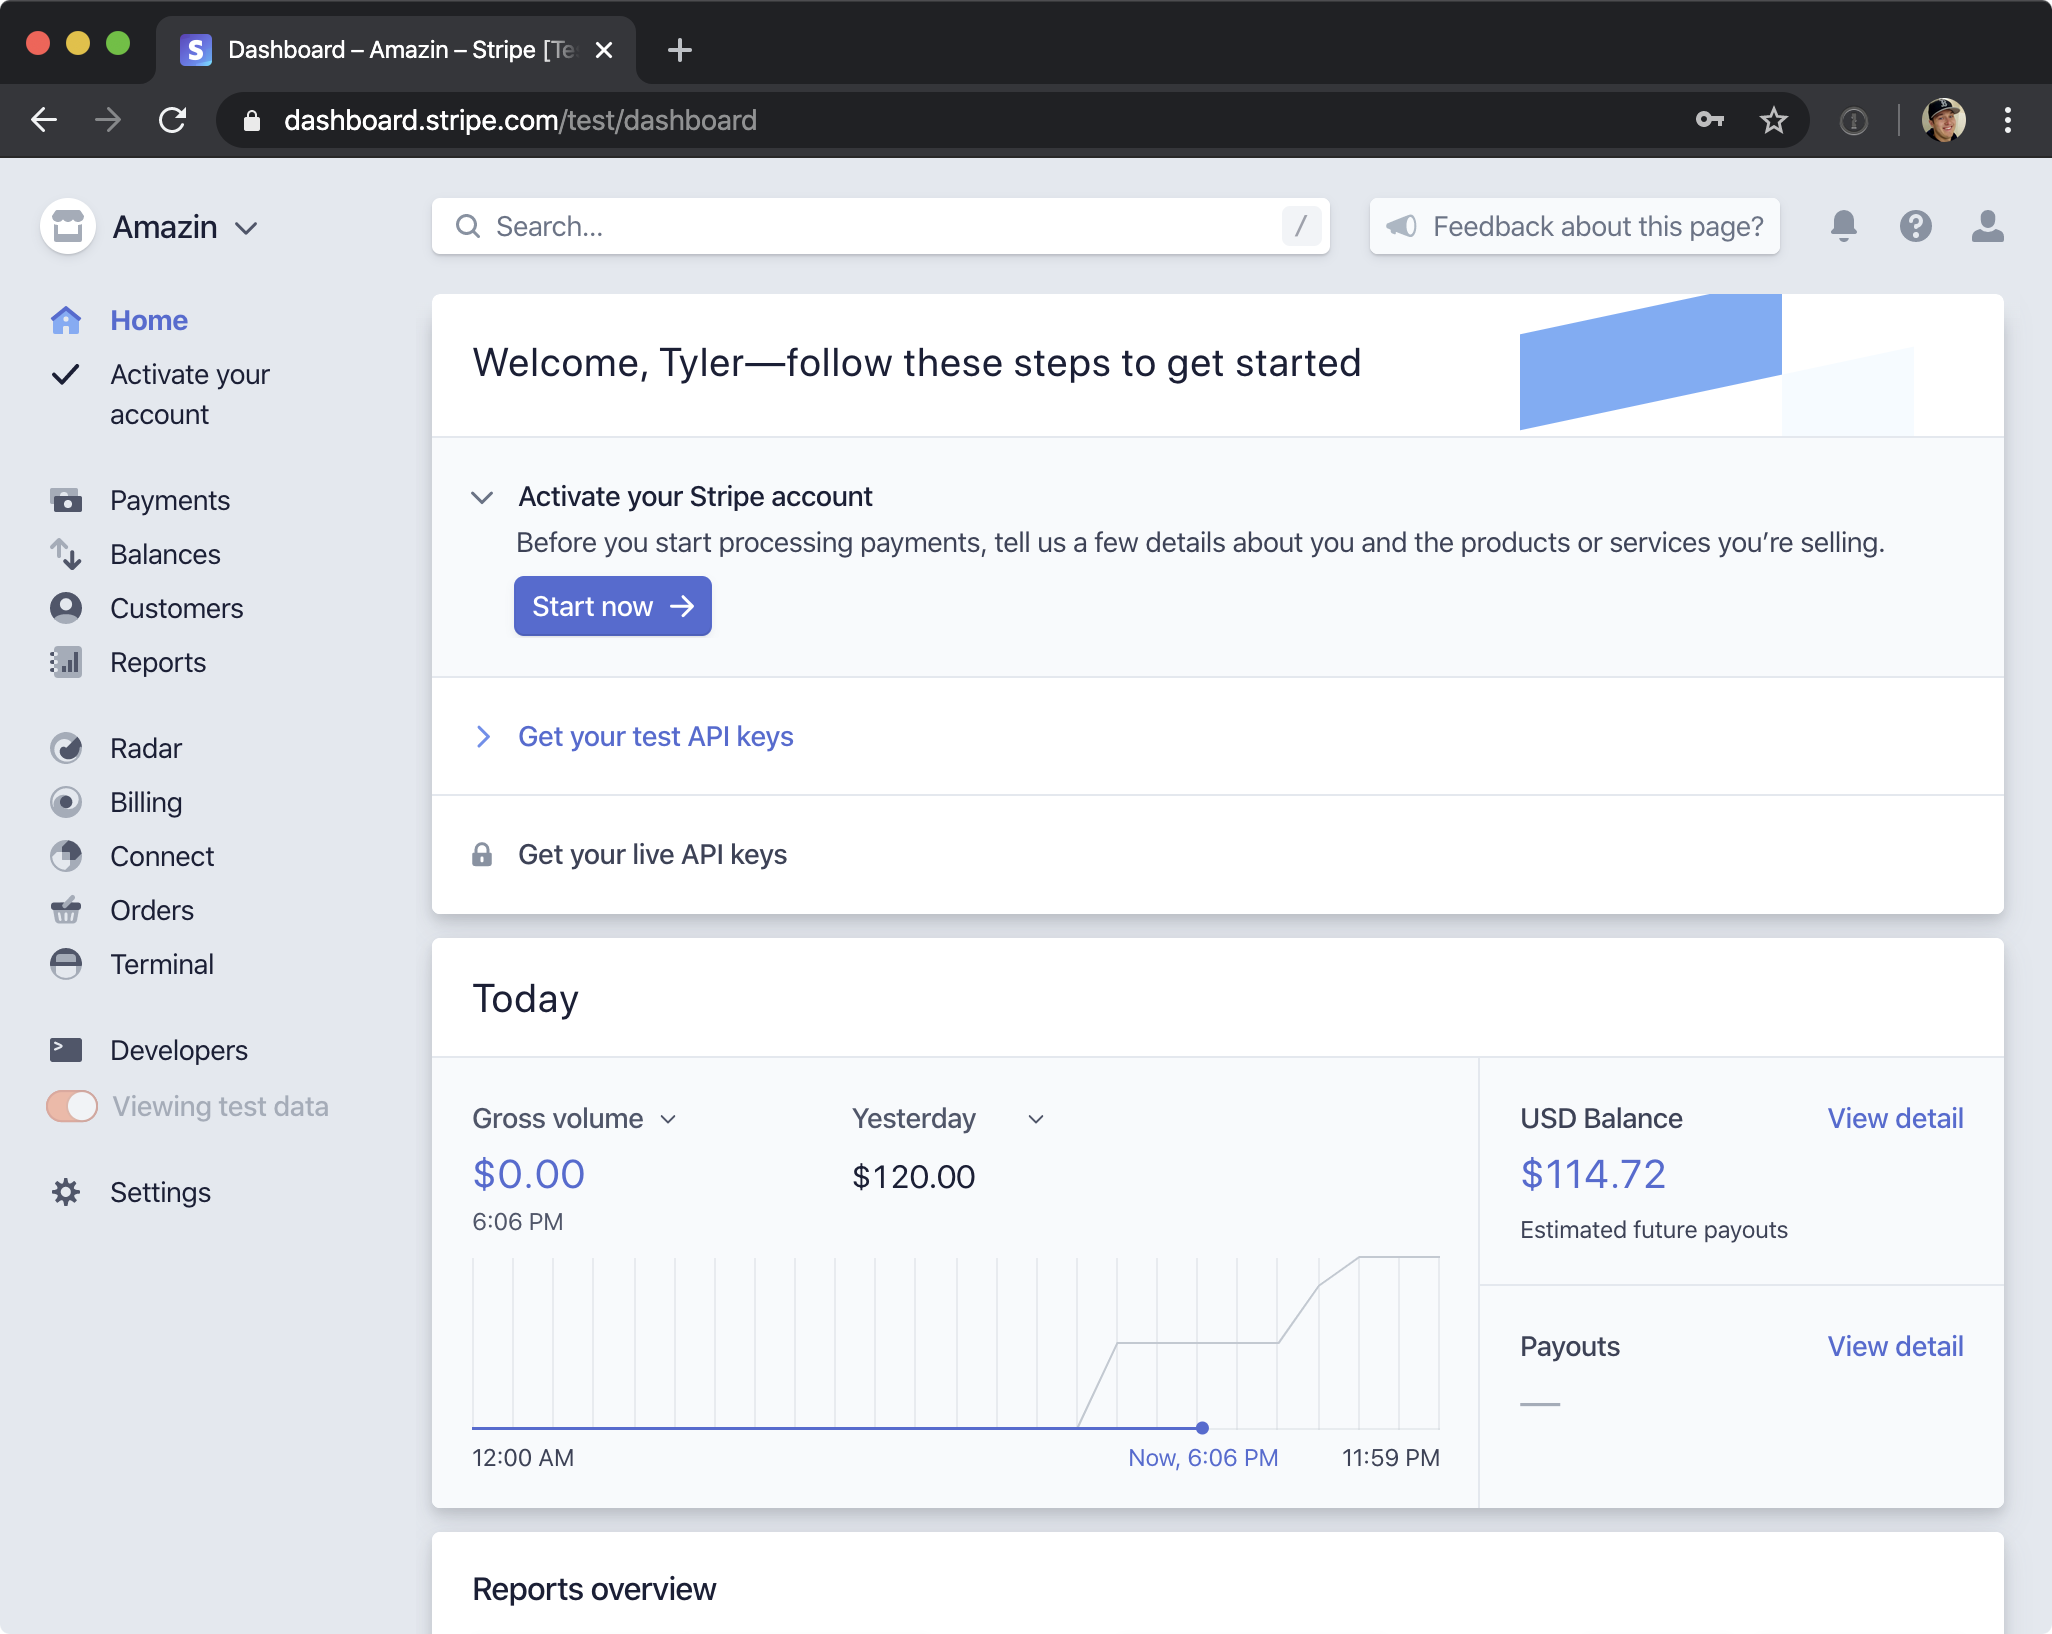 Dashboard – Amazin – Stripe [Te
dashboard.stripe.com/test/dashboard
Amazin
Search...
/
Feedback about this page?
Home
Activate your
account
Payments
Balances
Customers
Reports
Radar
Billing
Connect
Orders
Terminal
Developers
Viewing test data
Settings
Welcome, Tyler—follow these steps to get started
Activate your Stripe account
Before you start processing payments, tell us a few details about you and the products or services you’re selling.
Start now
Get your test API keys
Get your live API keys
Today
Gross volume
$0.00
6:06 PM
Yesterday
$120.00
12:00 AM
Now, 6:06 PM
11:59 PM
USD Balance
View detail
$114.72
Estimated future payouts
Payouts
View detail
—
Reports overview